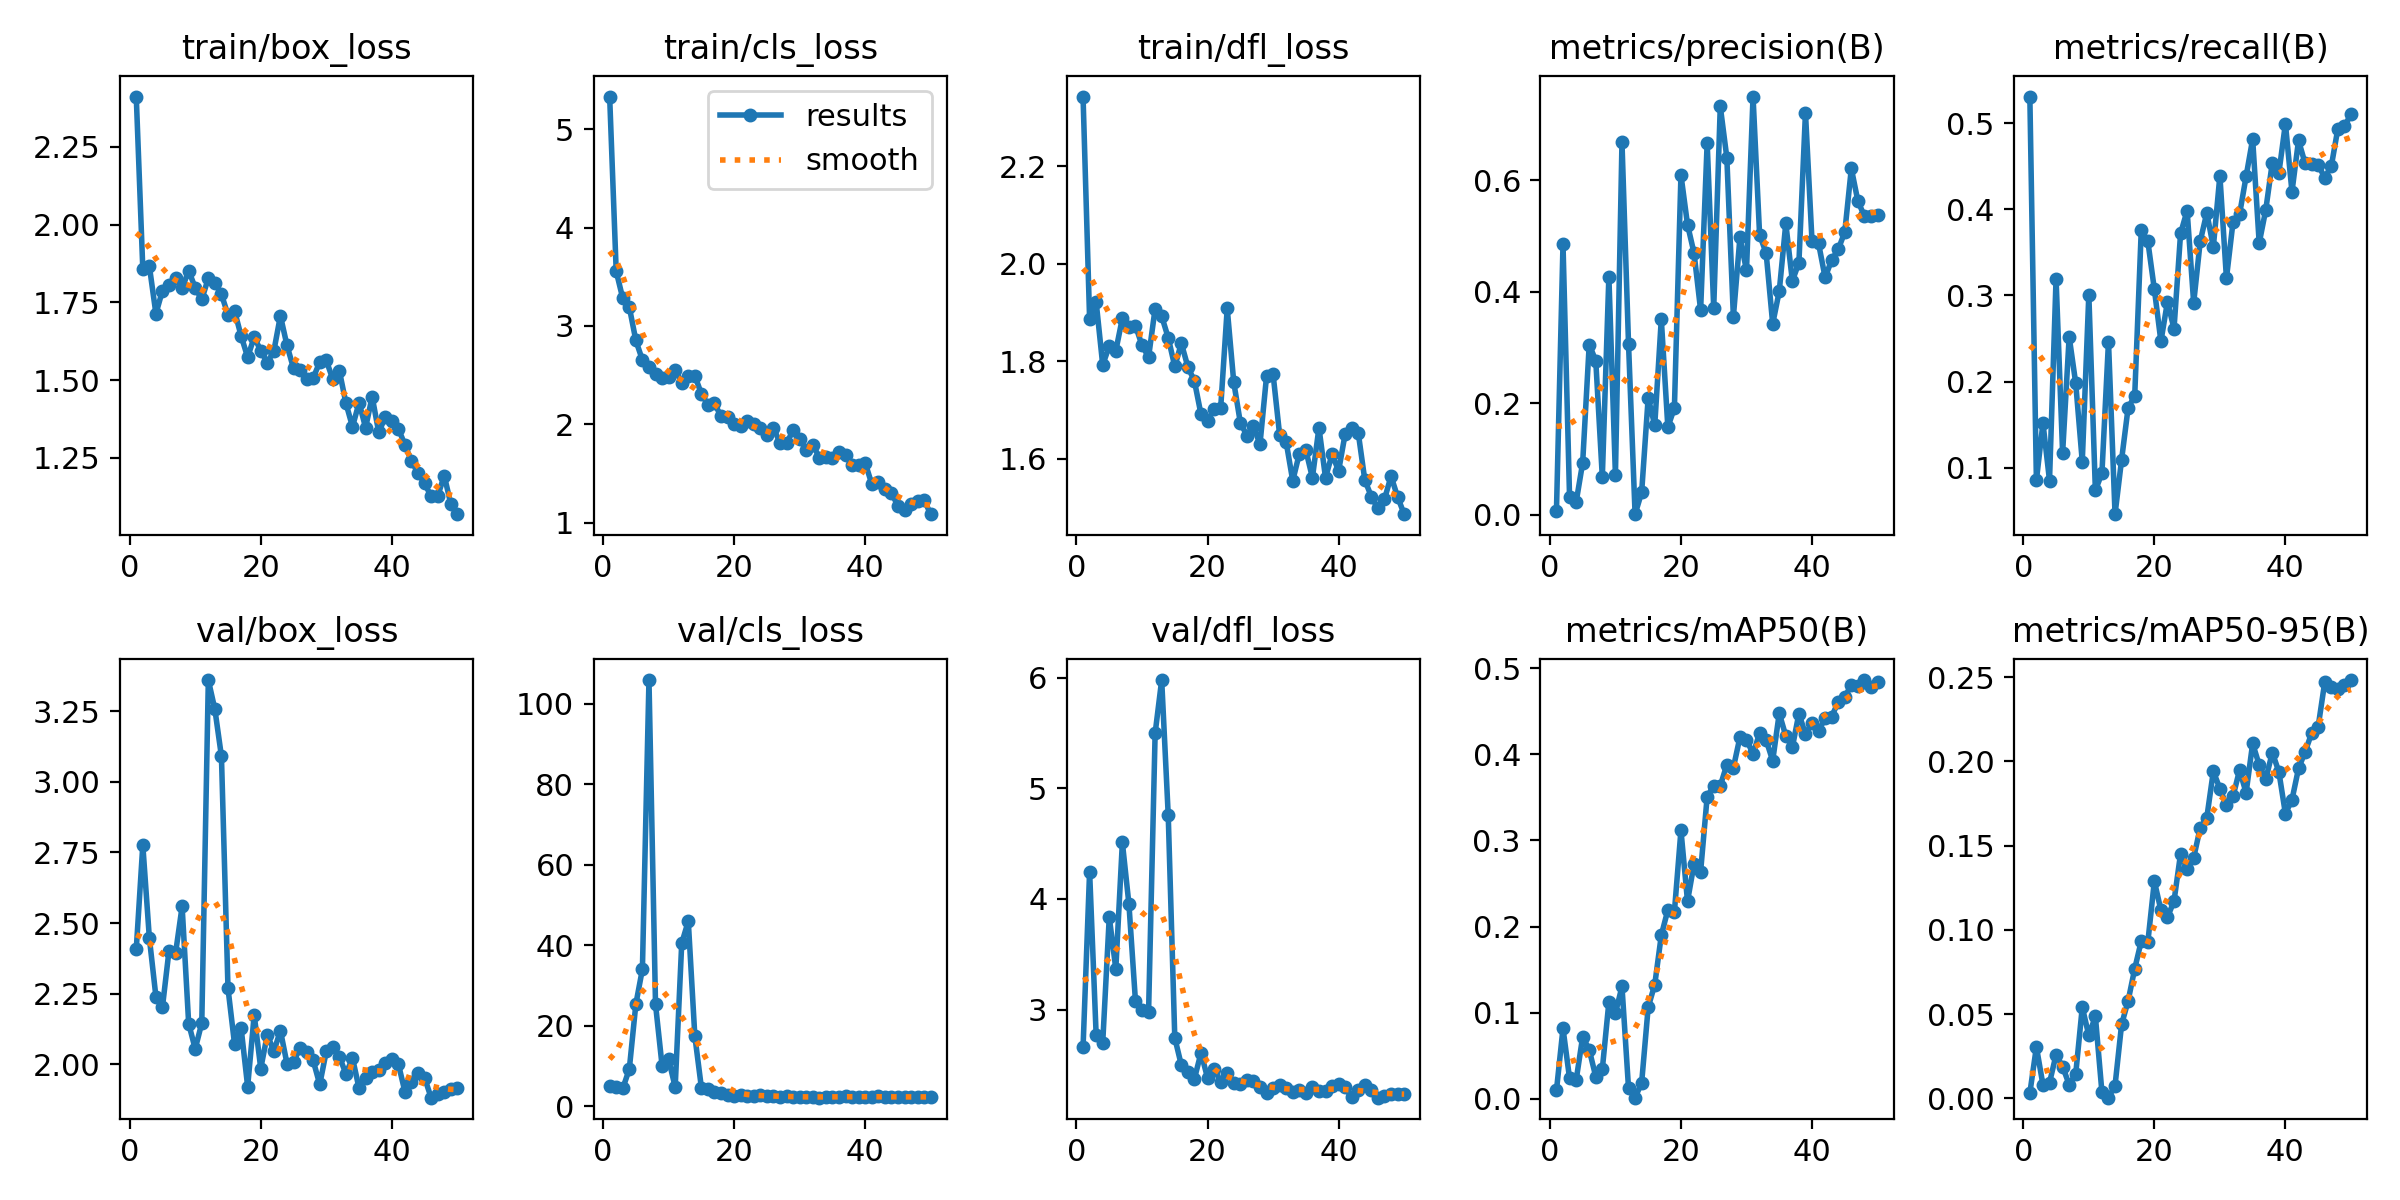 train/box_loss
2.25
2.00
1.75
1.50
1.25
0 20 40
train/cls_loss
results
smooth
5
4
3
2
1
0 20 40
train/dfl_loss
2.2
2.0
1.8
1.6
0 20 40
metrics/precision(B)
0.6
0.4
0.2
0.0
0 20 40
metrics/recall(B)
0.5
0.4
0.3
0.2
0.1
0 20 40
val/box_loss
3.25
3.00
2.75
2.50
2.25
2.00
0 20 40
val/cls_loss
100
80
60
40
20
0
0 20 40
val/dfl_loss
6
5
4
3
0 20 40
metrics/mAP50(B)
0.5
0.4
0.3
0.2
0.1
0.0
0 20 40
metrics/mAP50-95(B)
0.25
0.20
0.15
0.10
0.05
0.00
0 20 40